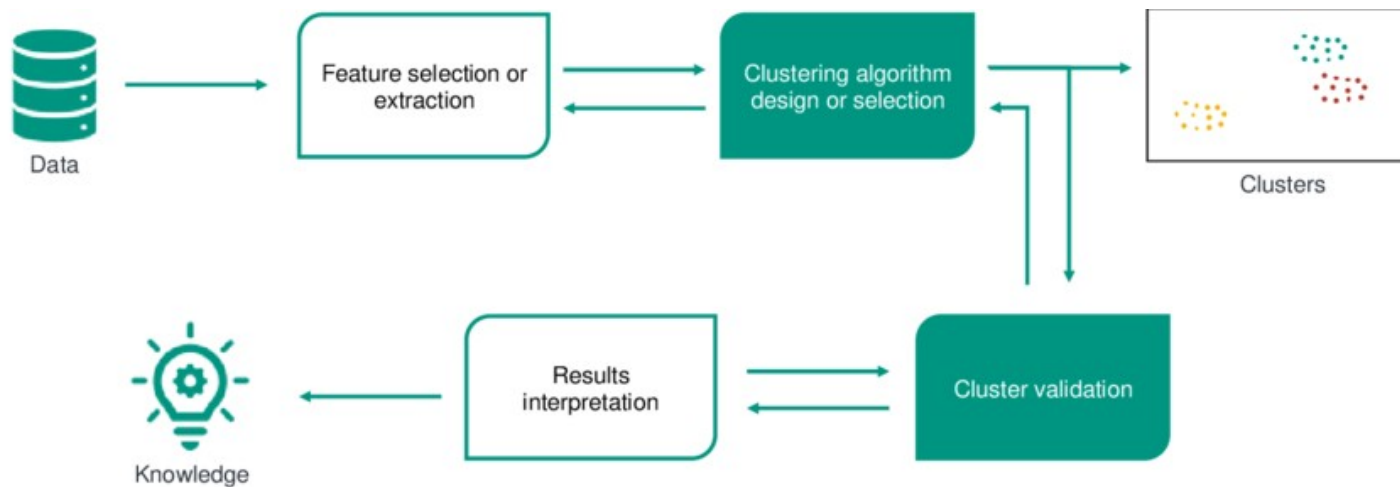 Data
Feature selection or
extraction
Clustering algorithm
design or selection
Clusters
Cluster validation
Results
interpretation
Knowledge